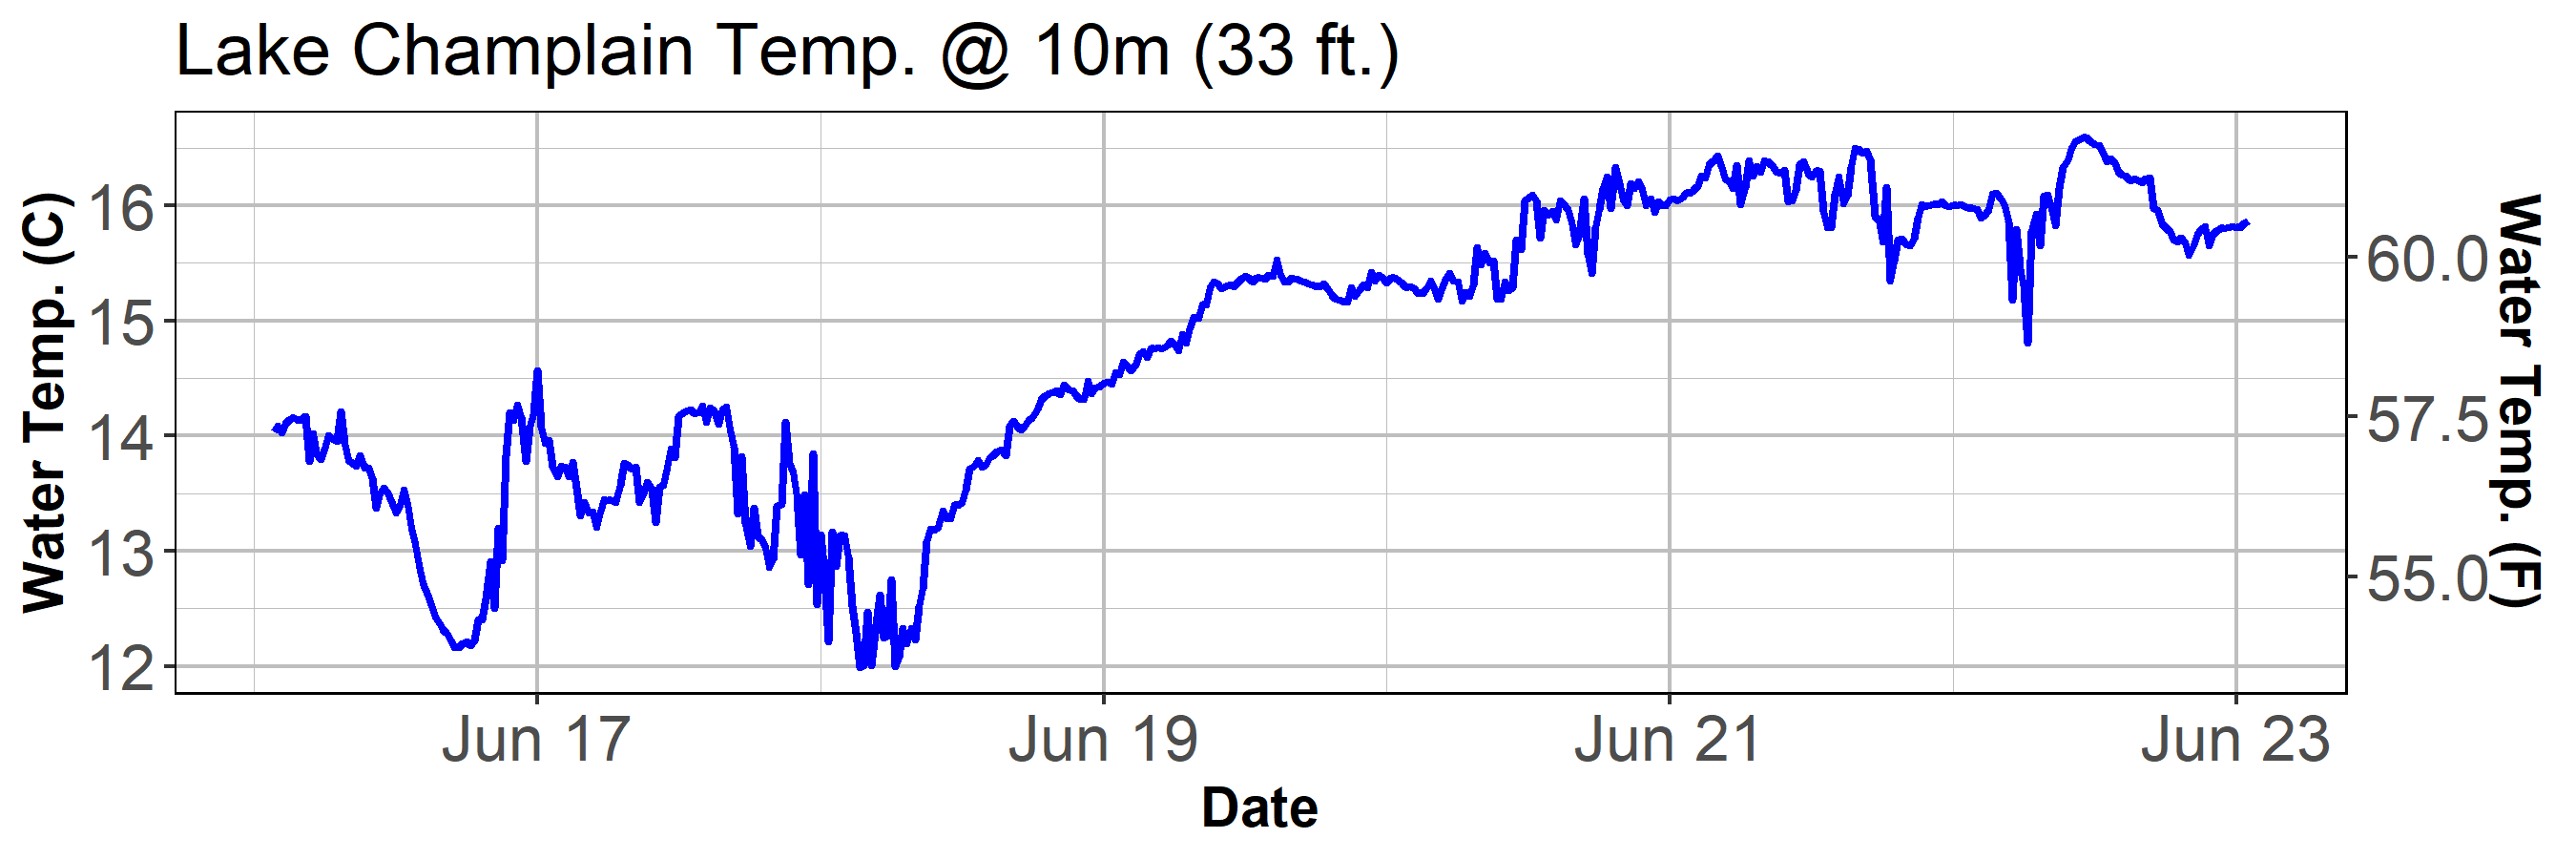 Lake Champlain Temp. @ 10m (33 ft.)
Water Temp. (C)
16
15
14
13
12
60.0
57.5
55.0
Water Temp. (F)
Jun 17
Jun 19
Jun 21
Jun 23
Date